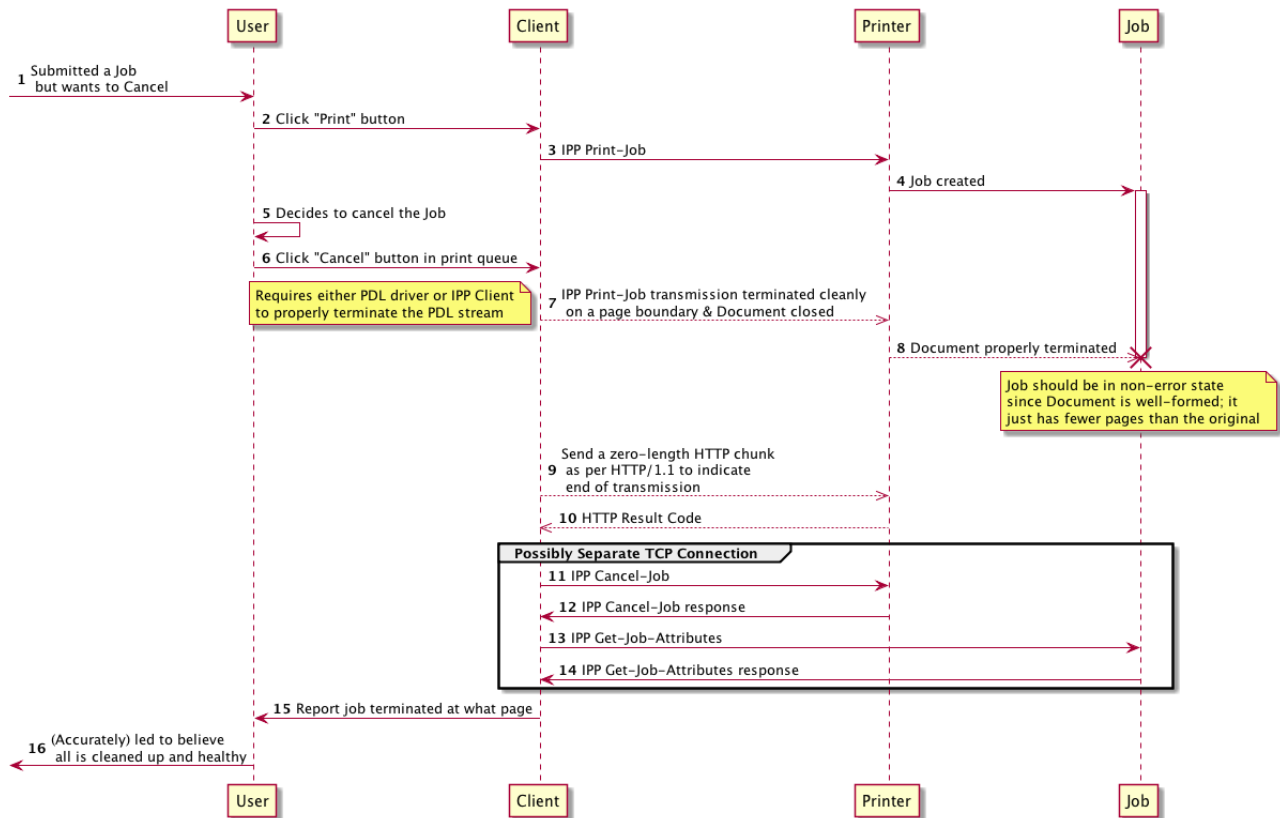 User
Client
Printer
Job
1 Submitted a Job
but wants to Cancel
2 Click "Print" button
3 IPP Print-Job
4 Job created
5 Decides to cancel the Job
6 Click "Cancel" button in print queue
Requires either PDL driver or IPP Client
to properly terminate the PDL stream
7 IPP Print-Job transmission terminated cleanly
on a page boundary & Document closed
8 Document properly terminated
Job should be in non-error state
since Document is well-formed; it
just has fewer pages than the original
Send a zero-length HTTP chunk
9 as per HTTP/1.1 to indicate
end of transmission
10 HTTP Result Code
Possibly Separate TCP Connection
11 IPP Cancel-Job
12 IPP Cancel-Job response
13 IPP Get-Job-Attributes
14 IPP Get-Job-Attributes response
15 Report job terminated at what page
16 (Accurately) led to believe
all is cleaned up and healthy
User
Client
Printer
Job